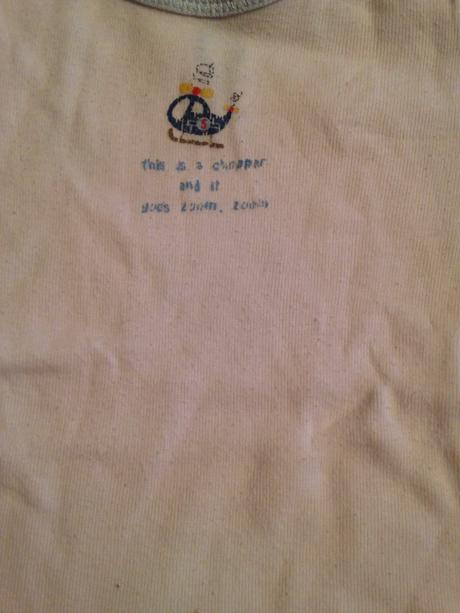 this is a chopper
and it
goes zoom, zoom